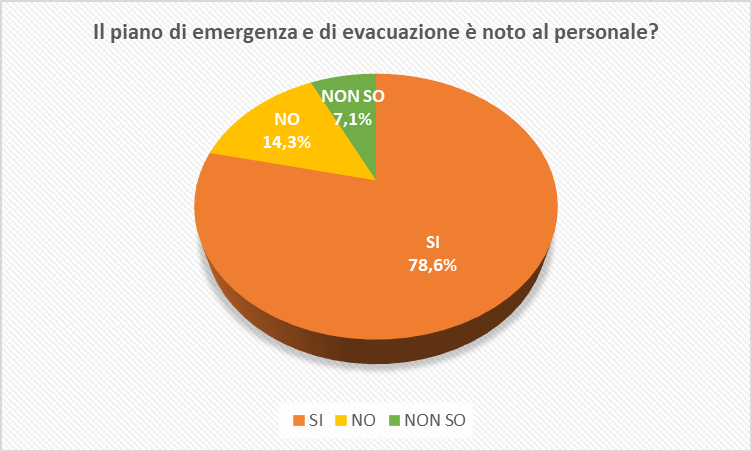 Il piano di emergenza e di evacuazione è noto al personale?
NON SO
7,1%
NO
14,3%
SI
78,6%
SI NO NON SO